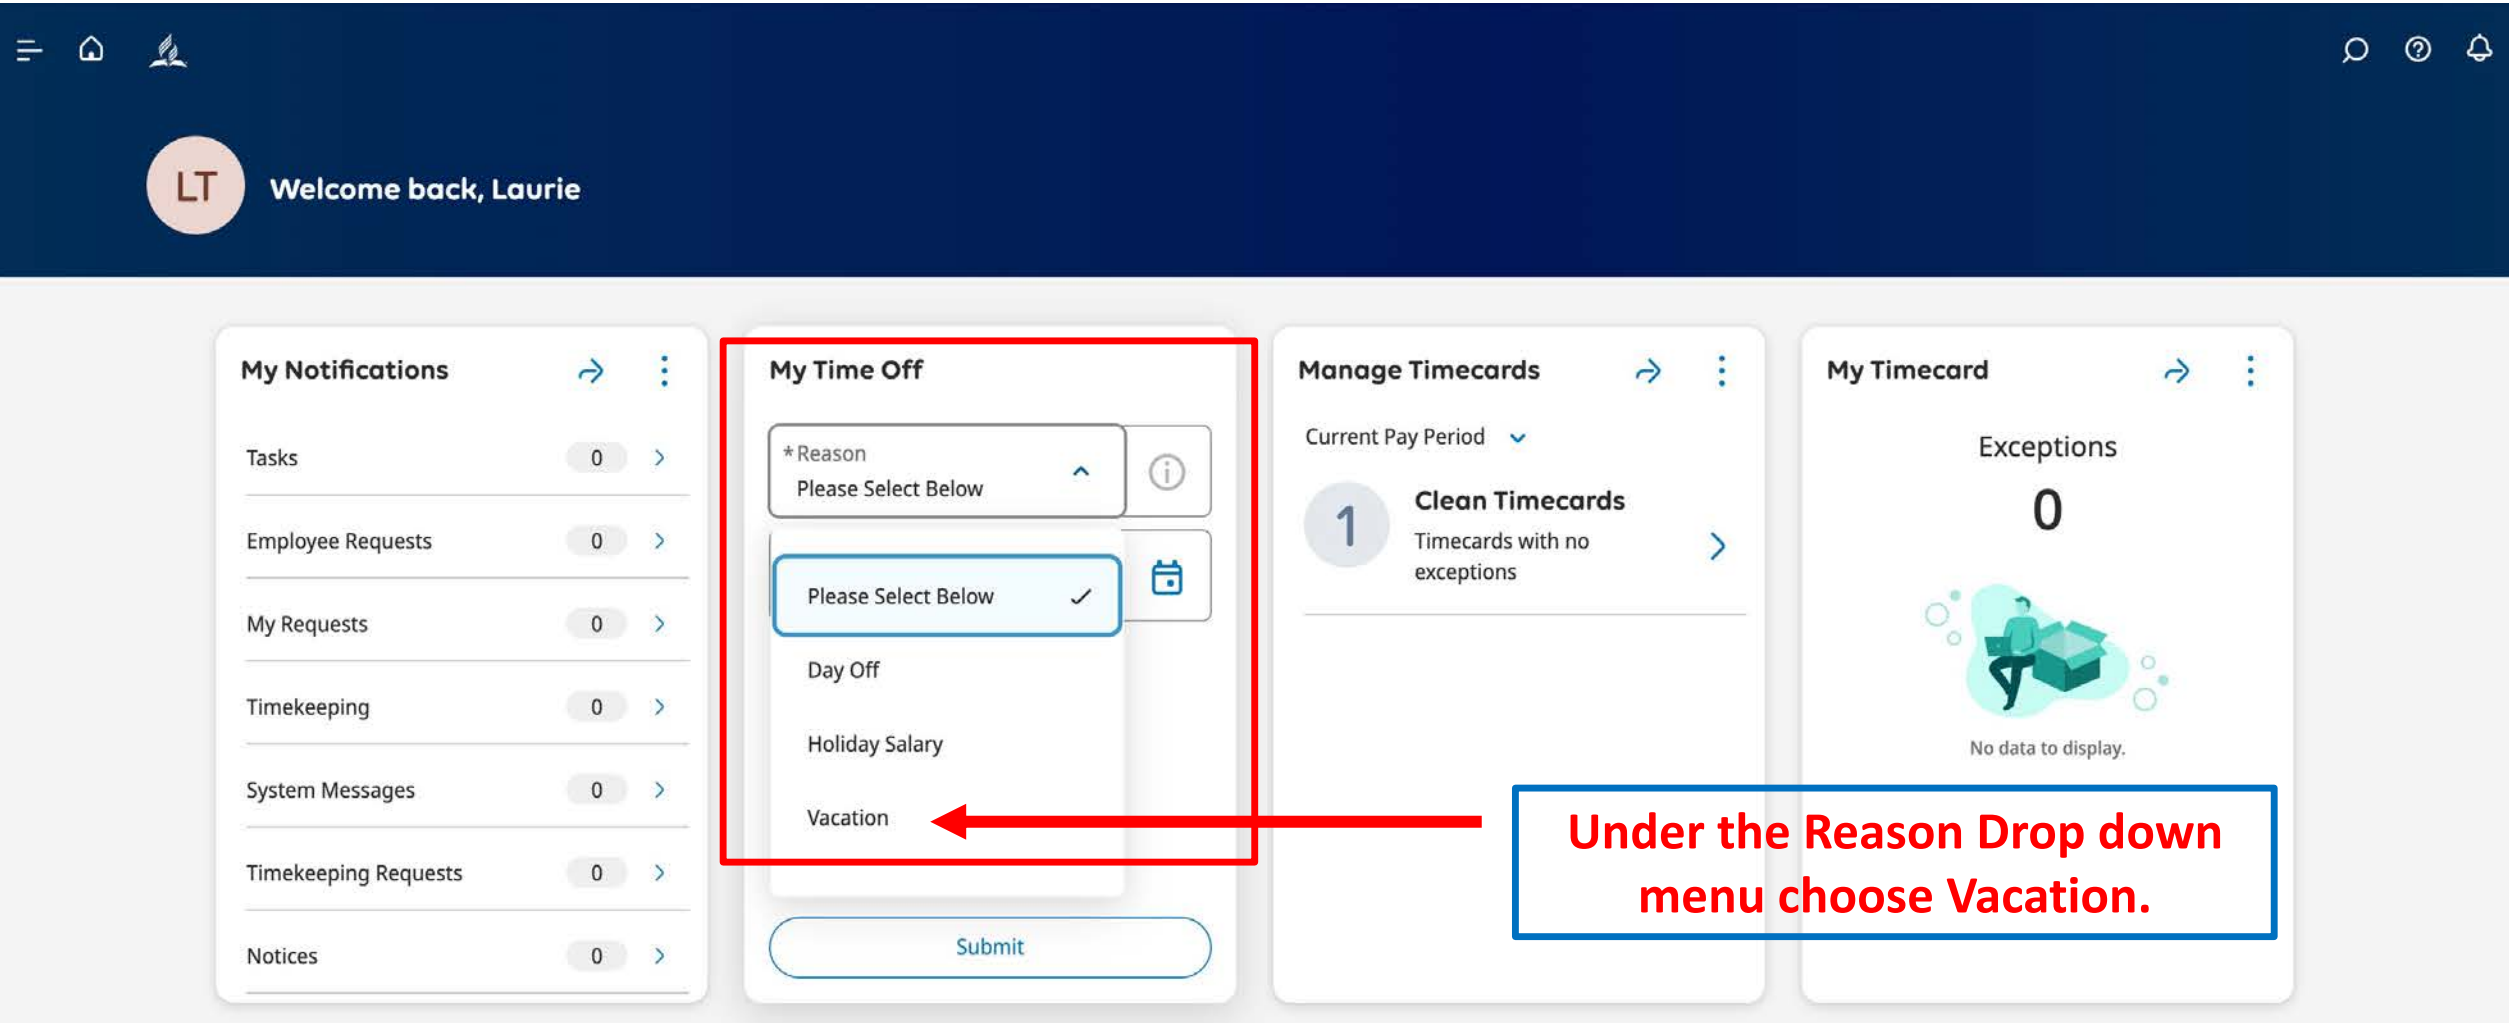 LT
Welcome back, Laurie
My Notifications
Tasks 0
Employee Requests 0
My Requests 0
Timekeeping 0
System Messages 0
Timekeeping Requests 0
Notices 0
My Time Off
*Reason
Please Select Below
Please Select Below
Day Off
Holiday Salary
Vacation
Submit
Manage Timecards
Current Pay Period
1
Clean Timecards
Timecards with no
exceptions
My Timecard
Exceptions
0
No data to display.
Under the Reason Drop down
menu choose Vacation.